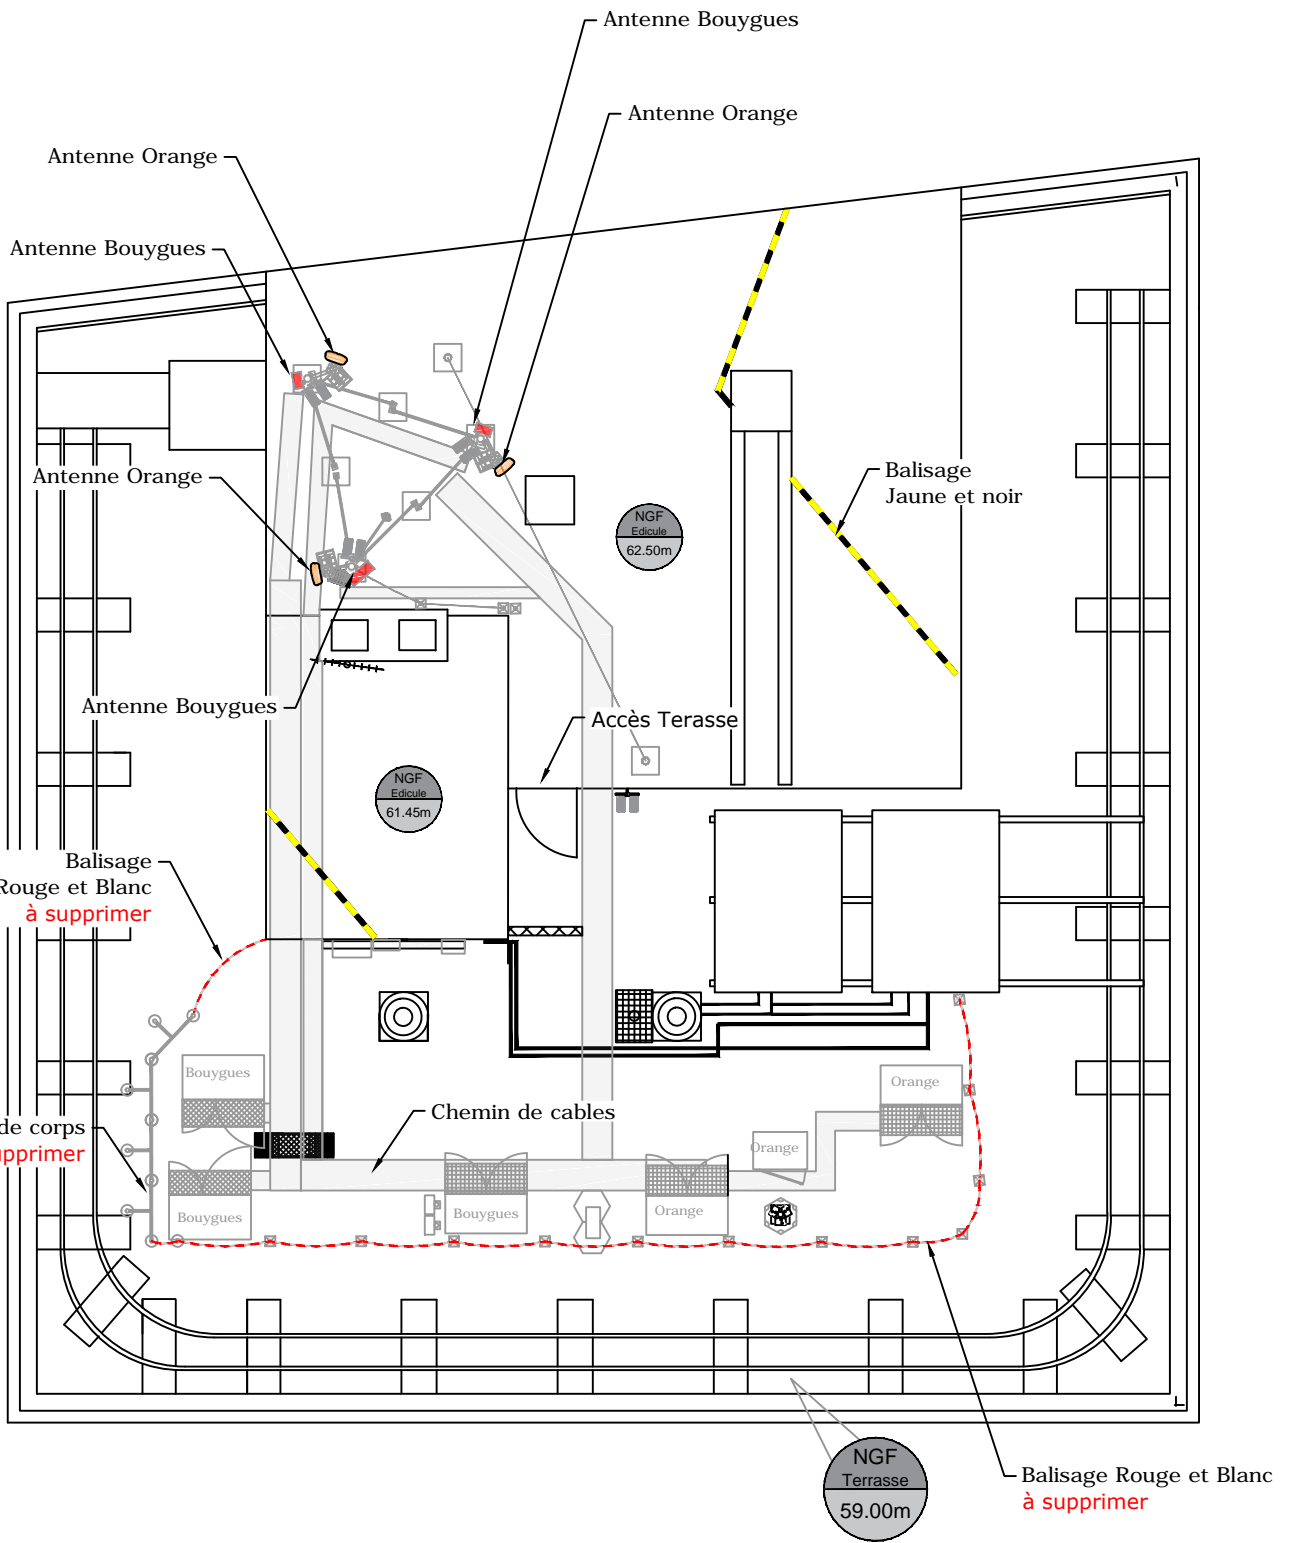 Antenne Bouygues
Antenne Orange
Antenne Orange
Antenne Bouygues
Antenne Orange
Balisage
Jaune et noir
NGF
Edicule
62.50m
Antenne Bouygues
Accès Terasse
NGF
Edicule
61.45m
Balisage
Rouge et Blanc
à supprimer
Bouygues
Orange
de corps
Chemin de cables
Orange
Bouygues
Bouygues
Orange
NGF
Terrasse
59.00m
Balisage Rouge et Blanc
à supprimer